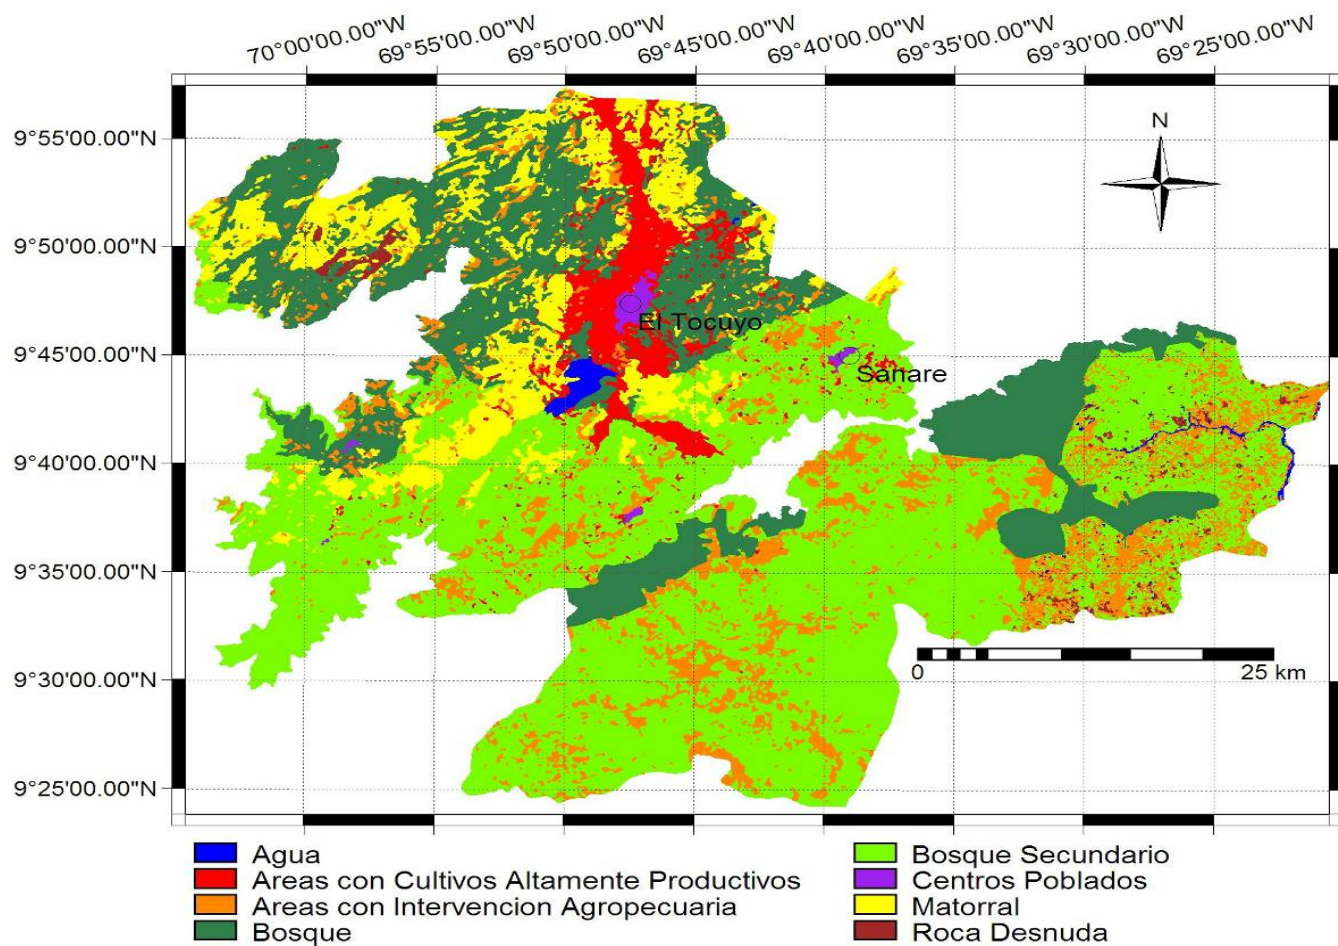 70°00'00.00"W 69°55'00.00"W 69°50'00.00"W 69°45'00.00"W 69°40'00.00"W 69°35'00.00"W 69°30'00.00"W 69°25'00.00"W
9°55'00.00"N
N
9°50'00.00"N
El Tocuyo
9°45'00.00"N
Sanare
9°40'00.00"N
9°35'00.00"N
0 25 km
9°30'00.00"N
9°25'00.00"N
Agua
Areas con Cultivos Altamente Productivos
Areas con Intervencion Agropecuaria
Bosque
Bosque Secundario
Centros Poblados
Matorral
Roca Desnuda